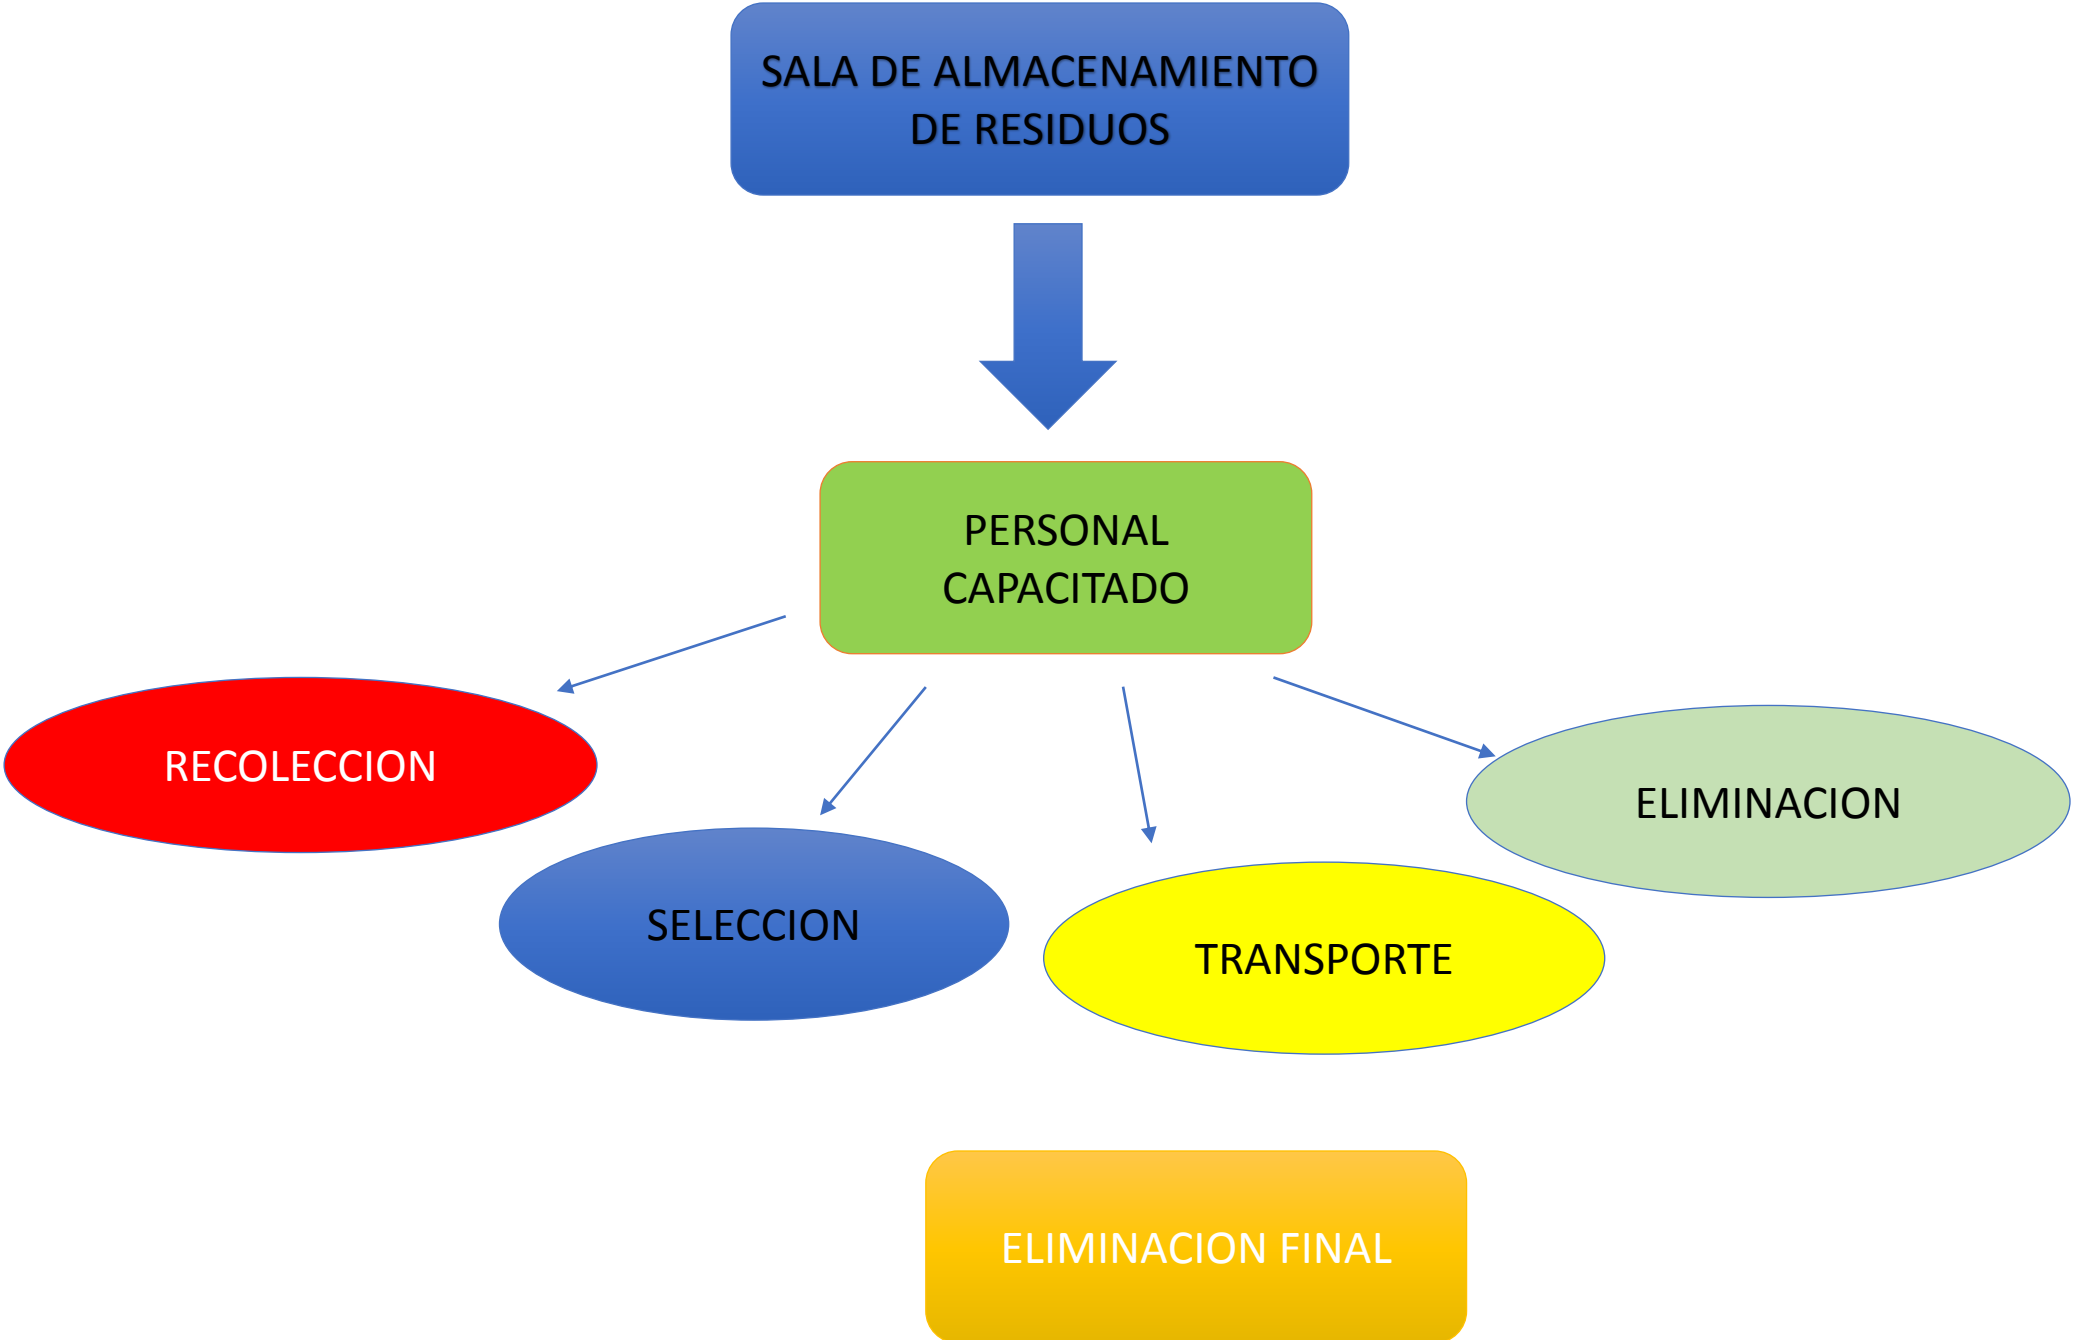 SALA DE ALMACENAMIENTO
DE RESIDUOS
PERSONAL
CAPACITADO
RECOLECCION
SELECCION
TRANSPORTE
ELIMINACION
ELIMINACION FINAL